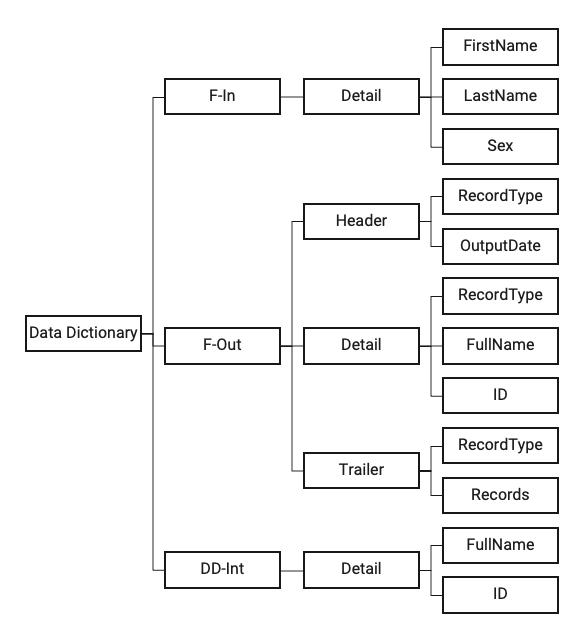 Data Dictionary
F-In
Detail
FirstName
LastName
Sex
F-Out
Header
RecordType
OutputDate
Detail
RecordType
FullName
ID
Trailer
RecordType
Records
DD-Int
Detail
FullName
ID